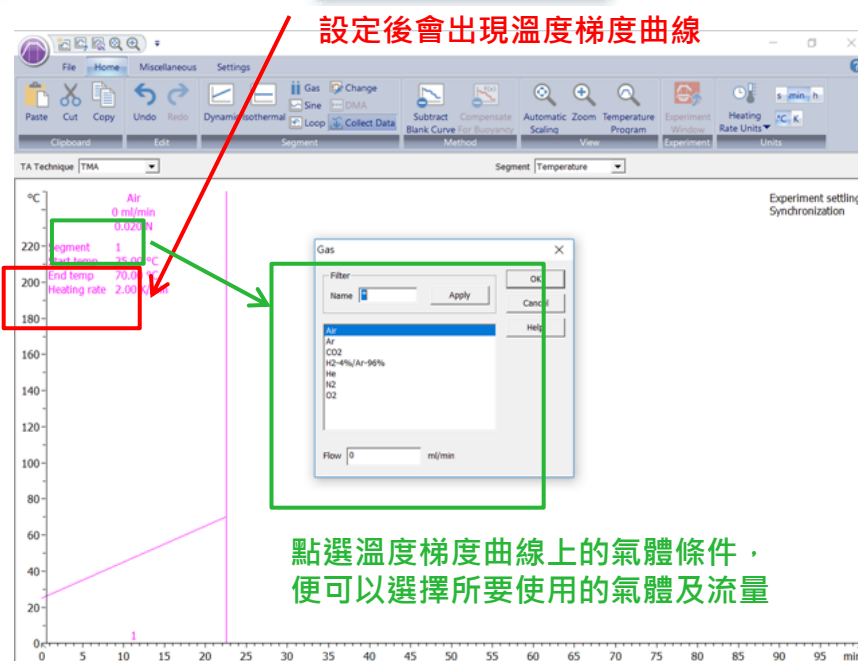 設定後會出現溫度梯度曲線
File Home Miscellaneous Settings
Paste Cut Copy Undo Redo Dynamic Isothermal Gas Sine Loop Change DMA Collect Data Subtract Blank Curve Compensate For Buoyancy Automatic Scaling Zoom Temperature Program Experiment Window Heating Rate Units s min h °C K
Clipboard Edit Segment Method View Experiment Units
TA Technique TMA Segment Temperature
°C
Air
0 ml/min
0.020 N
Segment 1
Start temp 25.00 °C
End temp 70.00 °C
Heating rate 2.00 K/min
Experiment settling
Synchronization
Gas
Filter
Name * Apply
OK
Cancel
Help
Air
Ar
CO2
H2-4%/Ar-96%
He
N2
O2
Flow 0 ml/min
點選溫度梯度曲線上的氣體條件，
便可以選擇所要使用的氣體及流量
220
200
180
160
140
120
100
80
60
40
20
0
1
0 5 10 15 20 25 30 35 40 45 50 55 60 65 70 75 80 85 90 95 min